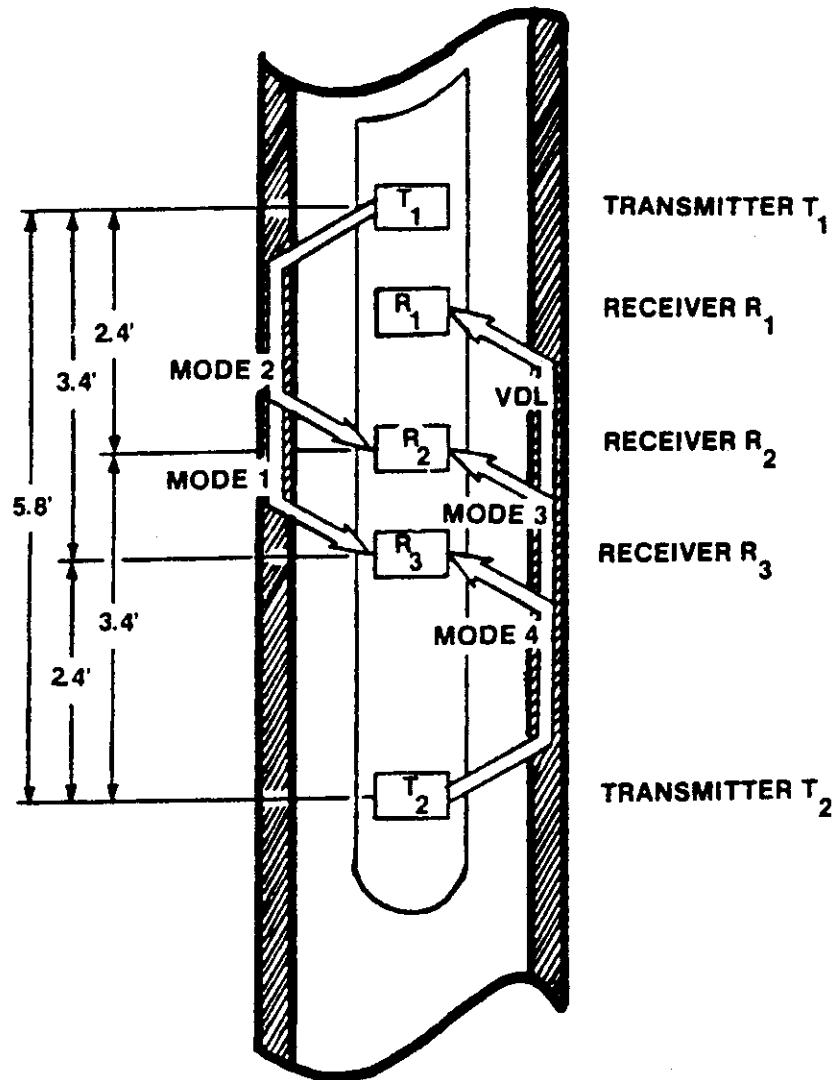 T1
TRANSMITTER T1
R1
RECEIVER R1
2.4'
MODE 2
3.4'
VDL
R2
RECEIVER R2
MODE 1
5.8'
MODE 3
R3
RECEIVER R3
3.4'
MODE 4
2.4'
T2
TRANSMITTER T2